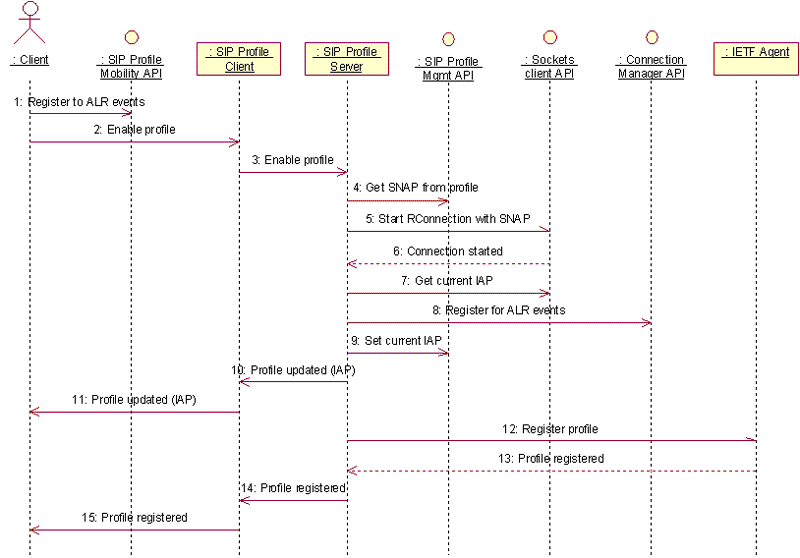 : Client
: SIP Profile
Mobility API
: SIP Profile
Client
: SIP Profile
Server
: SIP Profile
Mgmt API
: Sockets
client API
: Connection
Manager API
: IETF Agent
1: Register to ALR events
2: Enable profile
3: Enable profile
4: Get SNAP from profile
5: Start RConnection with SNAP
6: Connection started
7: Get current IAP
8: Register for ALR events
9: Set current IAP
10: Profile updated (IAP)
11: Profile updated (IAP)
12: Register profile
13: Profile registered
14: Profile registered
15: Profile registered